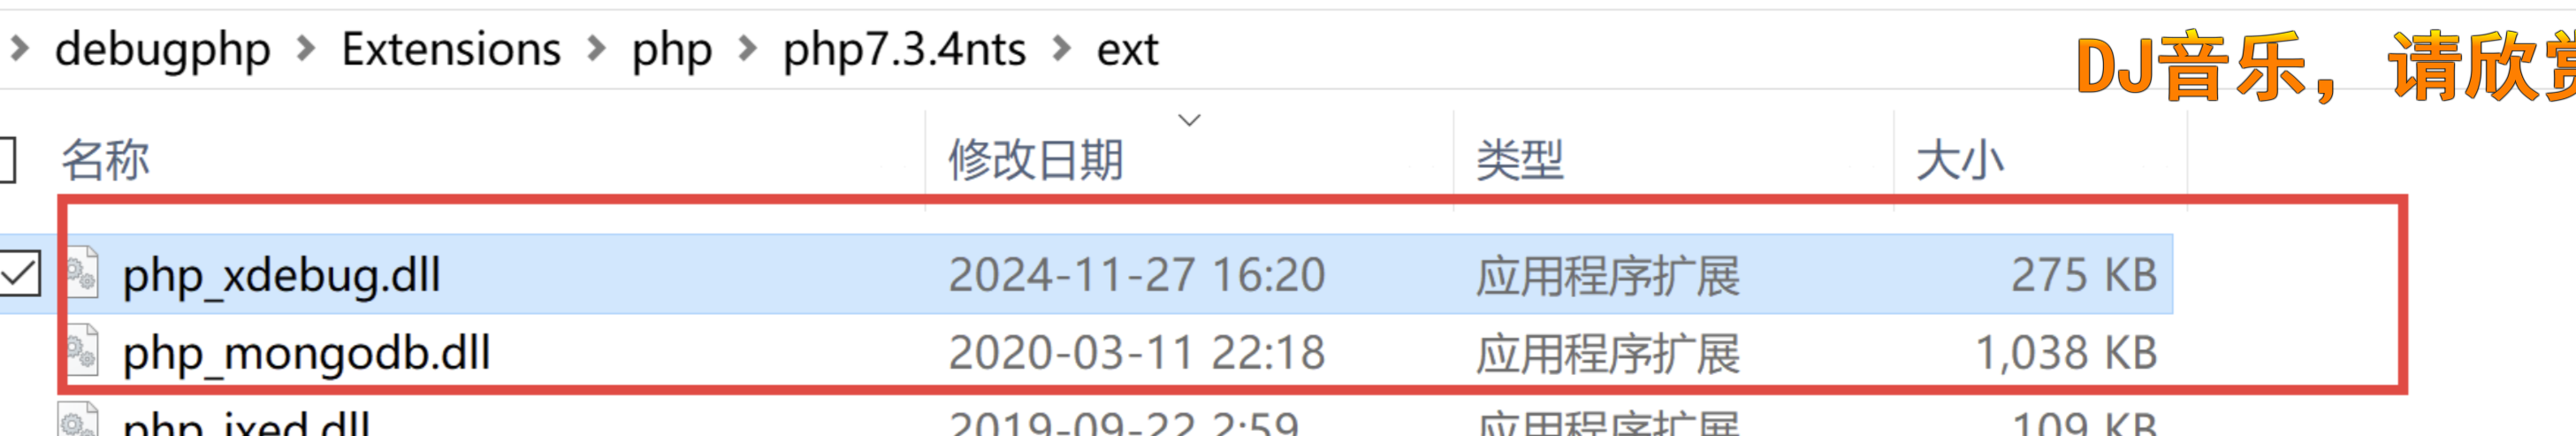 debugphp > Extensions > php > php7.3.4nts > ext
DJ音乐，请欣赏
名称 修改日期 类型 大小
php_xdebug.dll 2024-11-27 16:20 应用程序扩展 275 KB
php_mongodb.dll 2020-03-11 22:18 应用程序扩展 1,038 KB
php_ixed.dll 2019-09-22 2:59 应用程序扩展 109 KB